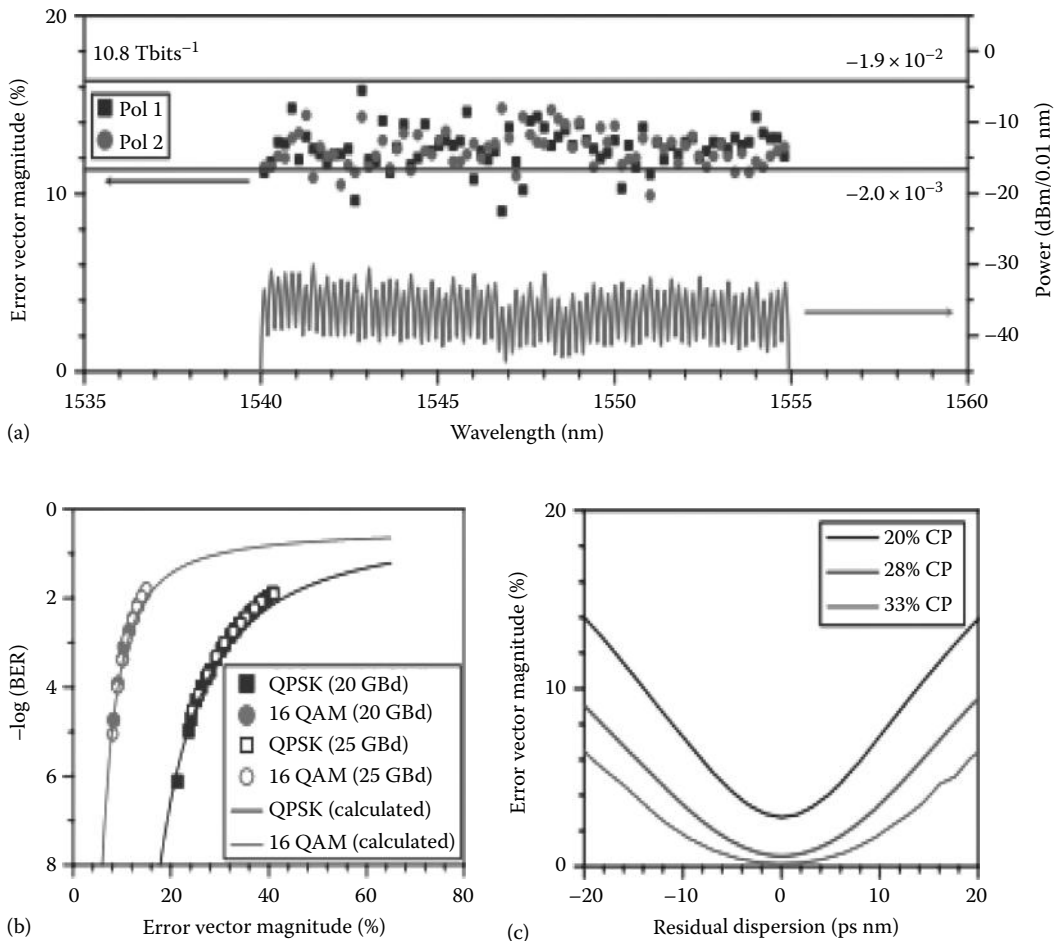 20
10.8 Tbits⁻¹
0
−1.9 × 10⁻²
Pol 1
Pol 2
−10
10
−20
−2.0 × 10⁻³
−30
−40
0
Error vector magnitude (%)
Power (dBm/0.01 nm)
1535 1540 1545 1550 1555 1560
(a)
Wavelength (nm)
0
2
4
6
8
−log (BER)
QPSK (20 GBd)
16 QAM (20 GBd)
QPSK (25 GBd)
16 QAM (25 GBd)
QPSK (calculated)
16 QAM (calculated)
0 20 40 60 80
(b)
Error vector magnitude (%)
20
10
0
Error vector magnitude (%)
20% CP
28% CP
33% CP
−20 −10 0 10 20
(c)
Residual dispersion (ps nm)